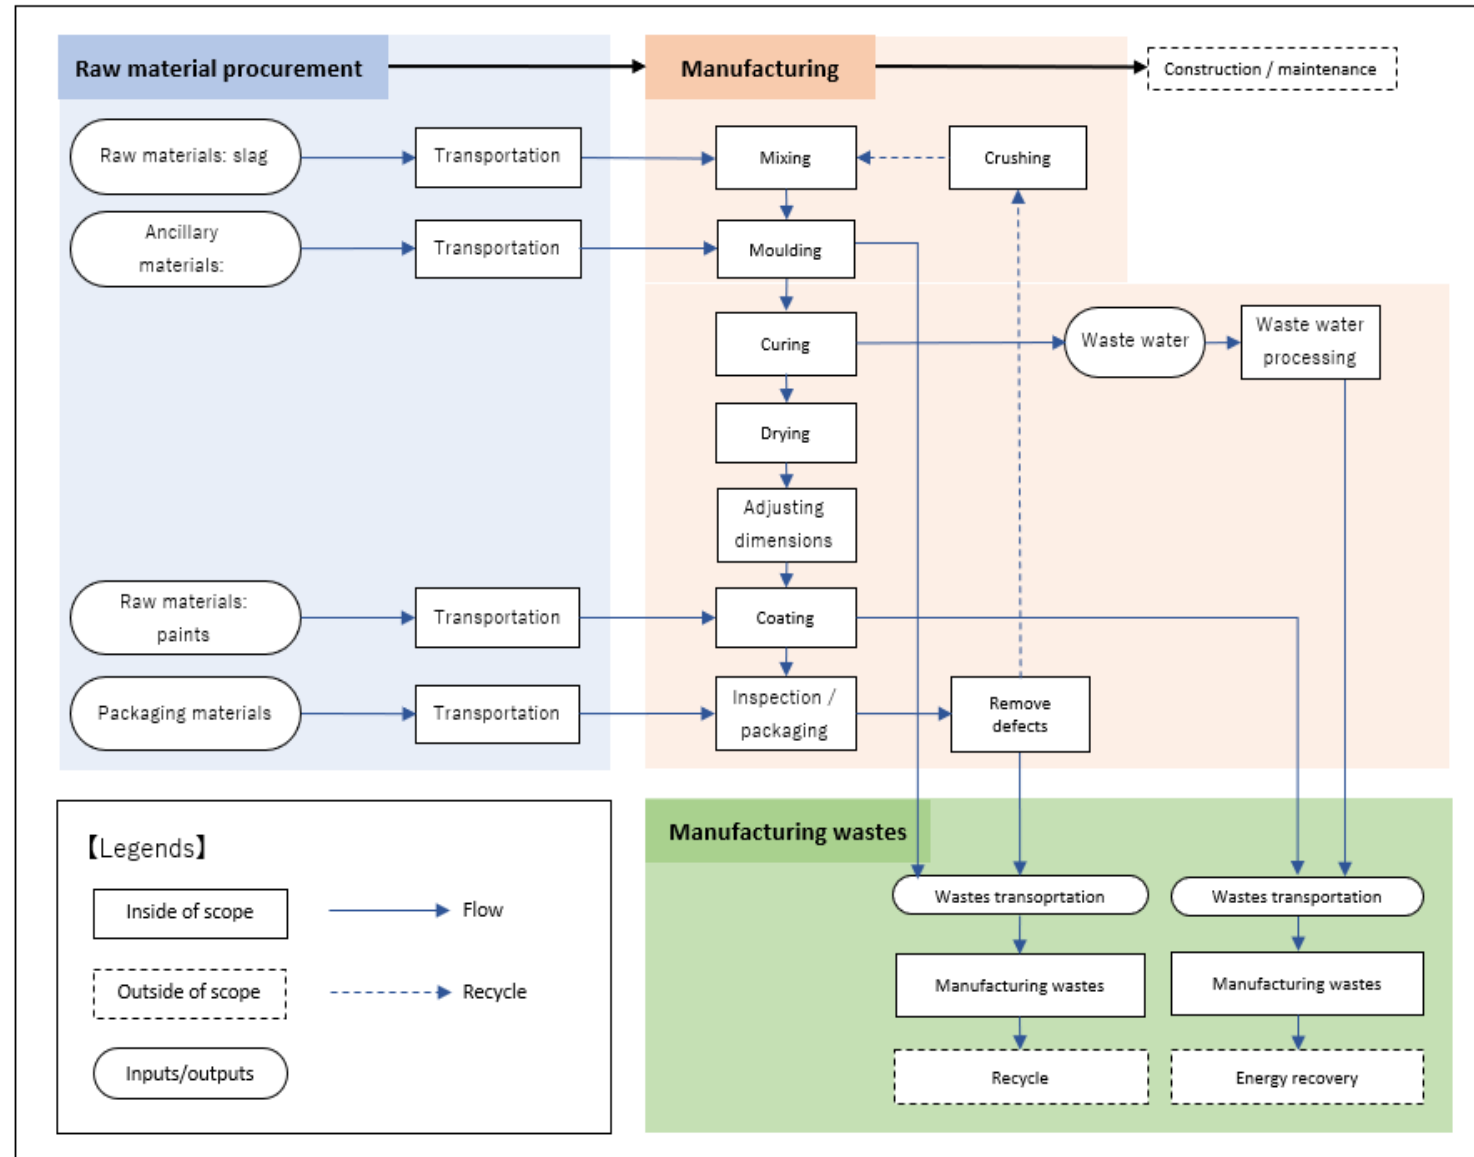 Raw material procurement
Manufacturing
Construction / maintenance
Raw materials: slag
Transportation
Mixing
Crushing
Ancillary
materials:
Transportation
Moulding
Curing
Waste water
Waste water
processing
Drying
Adjusting
dimensions
Raw materials:
paints
Transportation
Coating
Packaging materials
Transportation
Inspection /
packaging
Remove
defects
【Legends】
Inside of scope
Flow
Outside of scope
Recycle
Inputs/outputs
Manufacturing wastes
Wastes transoprtation
Wastes transportation
Manufacturing wastes
Manufacturing wastes
Recycle
Energy recovery